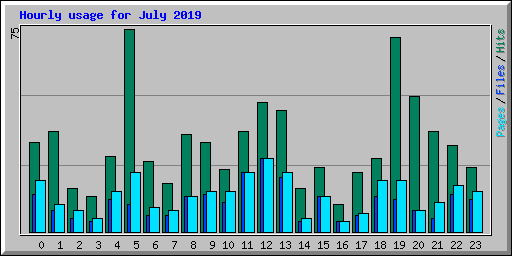 Hourly usage for July 2019
75
Pages / Files / Hits
0 1 2 3 4 5 6 7 8 9 10 11 12 13 14 15 16 17 18 19 20 21 22 23